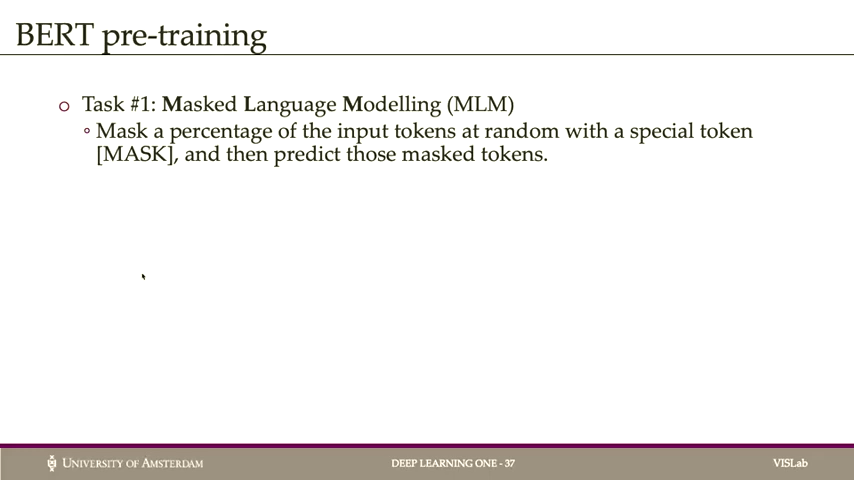 BERT pre-training
Task #1: Masked Language Modelling (MLM)
Mask a percentage of the input tokens at random with a special token
[MASK], and then predict those masked tokens.
UNIVERSITY OF AMSTERDAM
DEEP LEARNING ONE - 37
VISLab